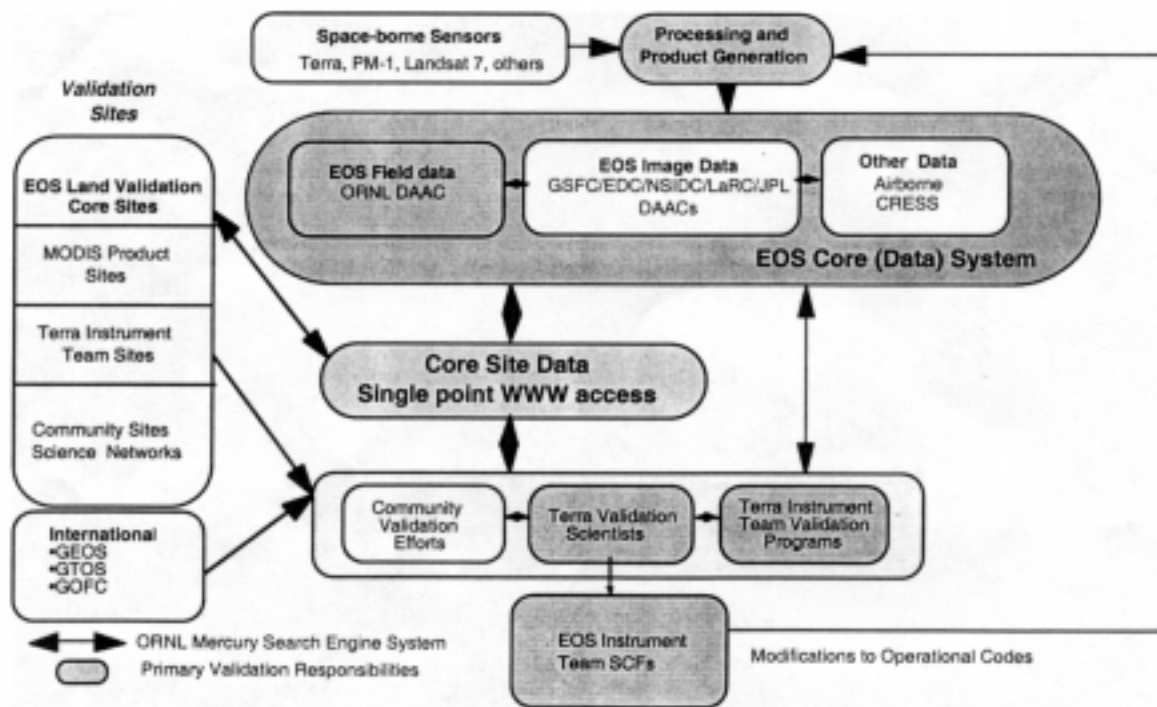 Space-borne Sensors
Terra, PM-1, Landsat 7, others
Processing and
Product Generation
Validation
Sites
EOS Land Validation
Core Sites
MODIS Product
Sites
Terra Instrument
Team Sites
Community Sites
Science Networks
EOS Field data
ORNL DAAC
EOS Image Data
GSFC/EDC/NSIDC/LaRC/JPL
DAACs
Other Data
Airborne
CRESS
EOS Core (Data) System
Core Site Data
Single point WWW access
Community
Validation
Efforts
Terra Validation
Scientists
Terra Instrument
Team Validation
Programs
International
•GEOS
•GTOS
•GOFC
EOS Instrument
Team SCFs
Modifications to Operational Codes
ORNL Mercury Search Engine System
Primary Validation Responsibilities